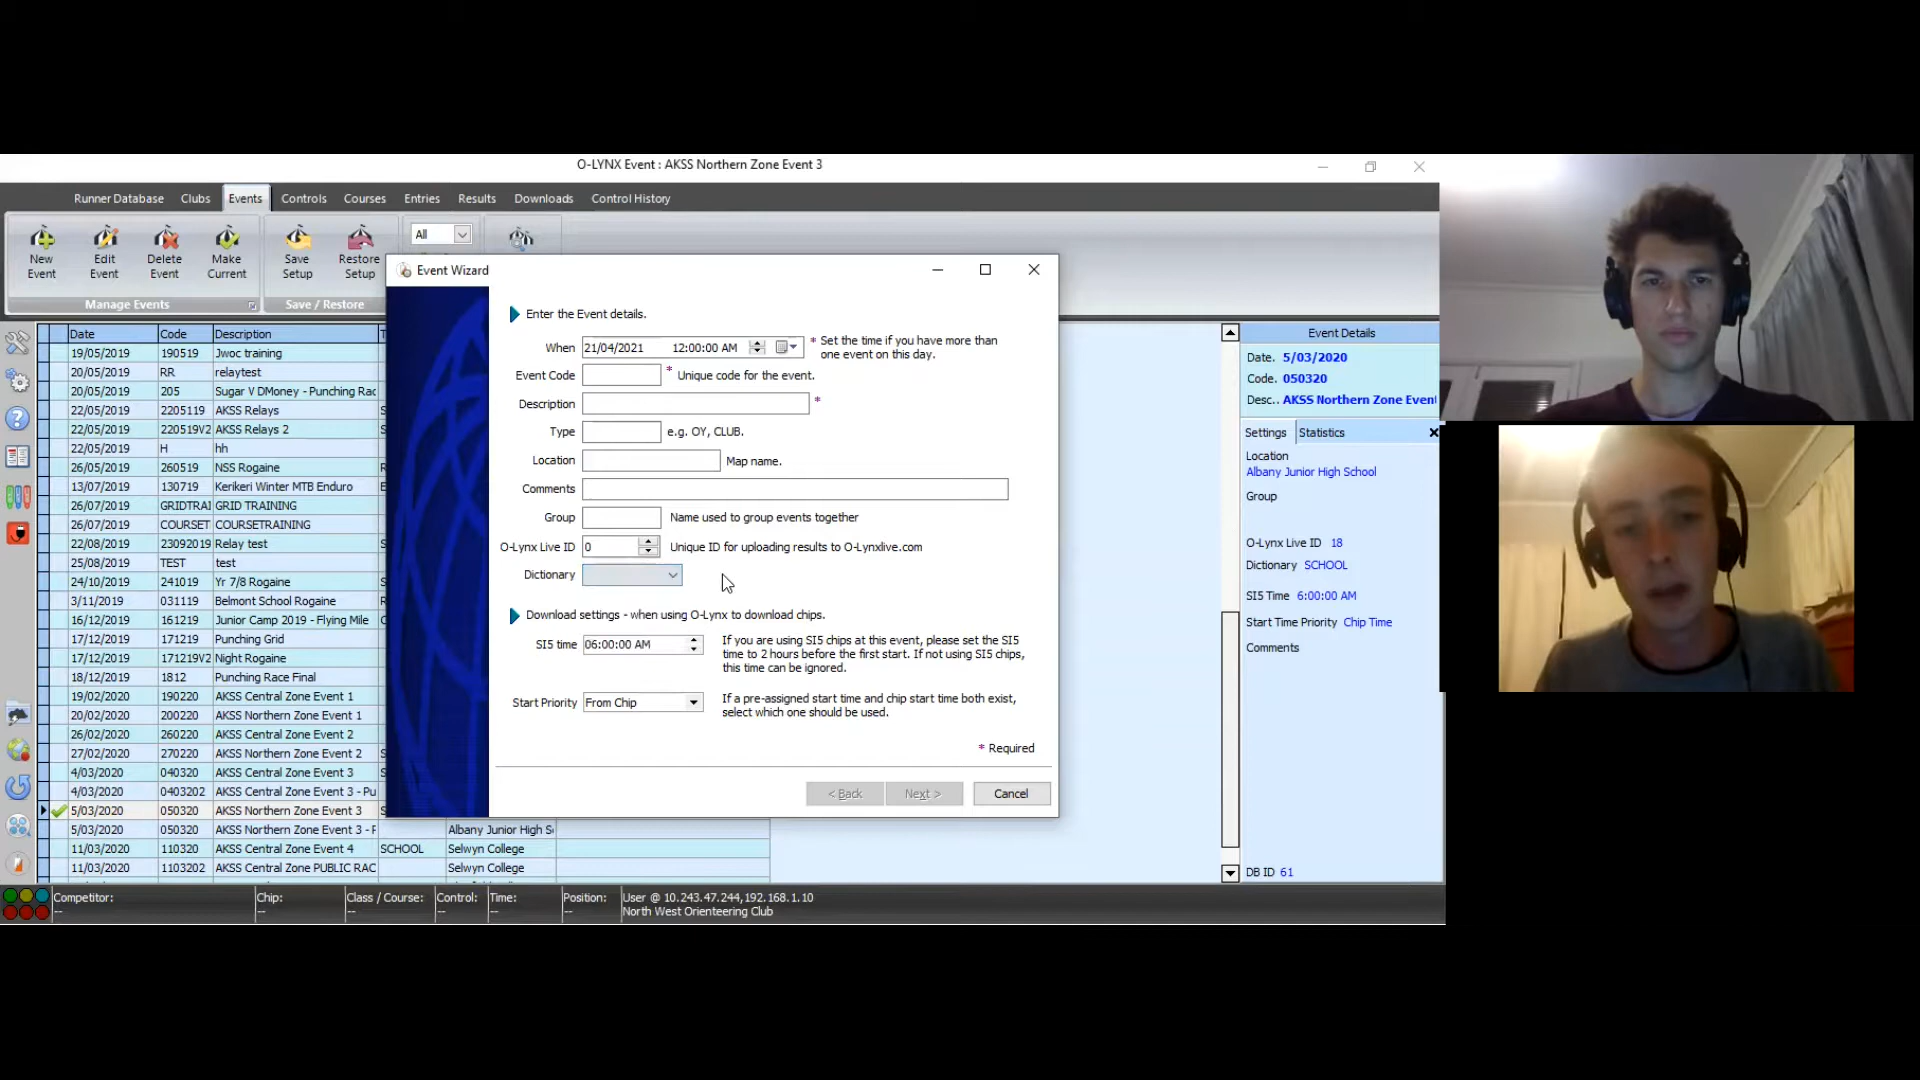 O-LYNX Event : AKSS Northern Zone Event 3
Runner Database Clubs Events Controls Courses Entries Results Downloads Control History
All
New Event
Edit Event
Delete Event
Make Current
Save Setup
Restore Setup
Manage Events
Save / Restore
Date Code Description
19/05/2019 190519 Jwoc training
20/05/2019 RR relaytest
20/05/2019 205 Sugar V DMoney - Punching Rac
22/05/2019 2205119 AKSS Relays
22/05/2019 220519V2 AKSS Relays 2
22/05/2019 H hh
26/05/2019 260519 NSS Rogaine
13/07/2019 130719 Kerikeri Winter MTB Enduro
26/07/2019 GRIDTRAI GRID TRAINING
26/07/2019 COURSET COURSETRAINING
22/08/2019 23092019 Relay test
25/08/2019 TEST test
24/10/2019 241019 Yr 7/8 Rogaine
3/11/2019 031119 Belmont School Rogaine
16/12/2019 161219 Junior Camp 2019 - Flying Mile
17/12/2019 171219 Punching Grid
17/12/2019 171219V2 Night Rogaine
18/12/2019 1812 Punching Race Final
19/02/2020 190220 AKSS Central Zone Event 1
20/02/2020 200220 AKSS Northern Zone Event 1
26/02/2020 260220 AKSS Central Zone Event 2
27/02/2020 270220 AKSS Northern Zone Event 2
4/03/2020 040320 AKSS Central Zone Event 3
4/03/2020 0403202 AKSS Central Zone Event 3 - Pu
5/03/2020 050320 AKSS Northern Zone Event 3
5/03/2020 050320 AKSS Northern Zone Event 3 - F Albany Junior High S
11/03/2020 110320 AKSS Central Zone Event 4 SCHOOL Selwyn College
11/03/2020 1103202 AKSS Central Zone PUBLIC RAC Selwyn College
Event Wizard
Enter the Event details.
When 21/04/2021 12:00:00 AM * Set the time if you have more than
one event on this day.
Event Code * Unique code for the event.
Description *
Type e.g. OY, CLUB.
Location Map name.
Comments
Group Name used to group events together
O-Lynx Live ID 0 Unique ID for uploading results to O-Lynxlive.com
Dictionary
Download settings - when using O-Lynx to download chips.
SI5 time 06:00:00 AM If you are using SI5 chips at this event, please set the SI5
time to 2 hours before the first start. If not using SI5 chips,
this time can be ignored.
Start Priority From Chip If a pre-assigned start time and chip start time both exist,
select which one should be used.
* Required
< Back Next > Cancel
Event Details
Date. 5/03/2020
Code. 050320
Desc.. AKSS Northern Zone Even
Settings Statistics
Location
Albany Junior High School
Group
O-Lynx Live ID 18
Dictionary SCHOOL
SI5 Time 6:00:00 AM
Start Time Priority Chip Time
Comments
DB ID 61
Competitor: Chip: Class / Course: Control: Time: Position: User @ 10.243.47.244,192.168.1.10
-- -- -- -- -- -- North West Orienteering Club